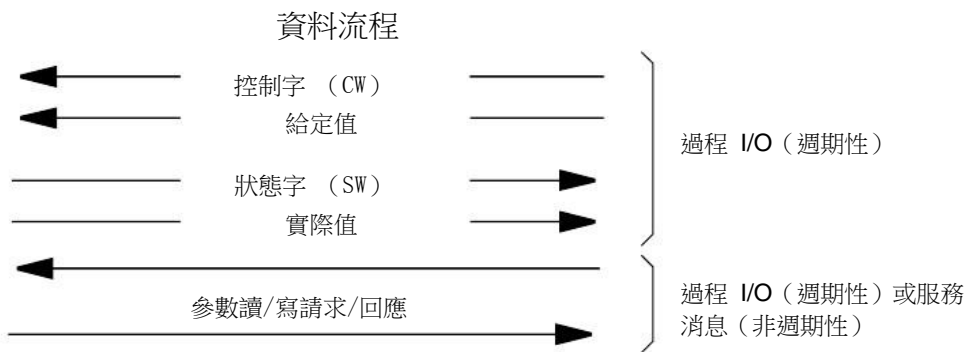 資料流程
控制字 （CW）
給定值
過程 I/O（週期性）
狀態字 （SW）
實際值
參數讀/寫請求/回應
過程 I/O（週期性）或服務
消息（非週期性）